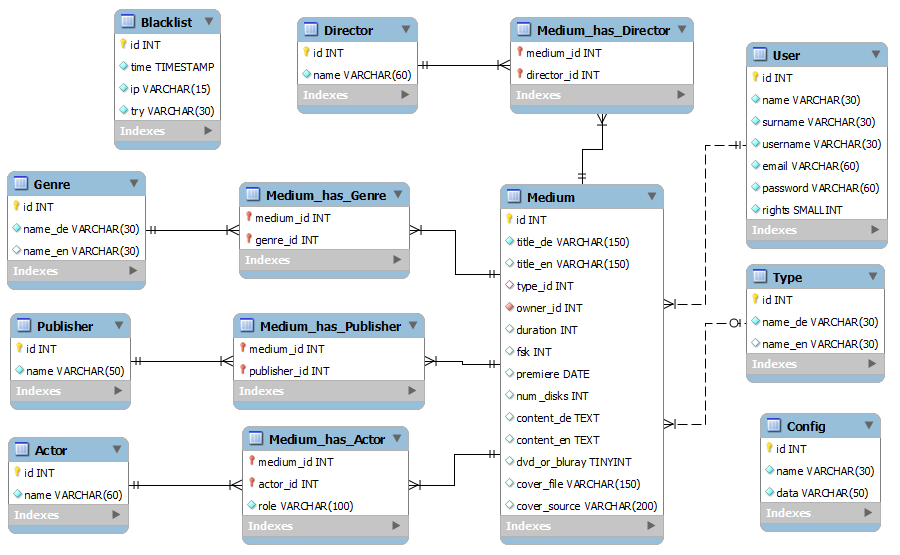 Blacklist
id INT
time TIMESTAMP
ip VARCHAR(15)
try VARCHAR(30)
Indexes
Director
id INT
name VARCHAR(60)
Indexes
Medium_has_Director
medium_id INT
director_id INT
Indexes
User
id INT
name VARCHAR(30)
surname VARCHAR(30)
username VARCHAR(30)
email VARCHAR(60)
password VARCHAR(60)
rights SMALLINT
Indexes
Genre
id INT
name_de VARCHAR(30)
name_en VARCHAR(30)
Indexes
Medium_has_Genre
medium_id INT
genre_id INT
Indexes
Medium
id INT
title_de VARCHAR(150)
title_en VARCHAR(150)
type_id INT
owner_id INT
duration INT
fsk INT
premiere DATE
num_disks INT
content_de TEXT
content_en TEXT
dvd_or_bluray TINYINT
cover_file VARCHAR(150)
cover_source VARCHAR(200)
Indexes
Type
id INT
name_de VARCHAR(30)
name_en VARCHAR(30)
Indexes
Publisher
id INT
name VARCHAR(50)
Indexes
Medium_has_Publisher
medium_id INT
publisher_id INT
Indexes
Actor
id INT
name VARCHAR(60)
Indexes
Medium_has_Actor
medium_id INT
actor_id INT
role VARCHAR(100)
Indexes
Config
id INT
name VARCHAR(30)
data VARCHAR(50)
Indexes